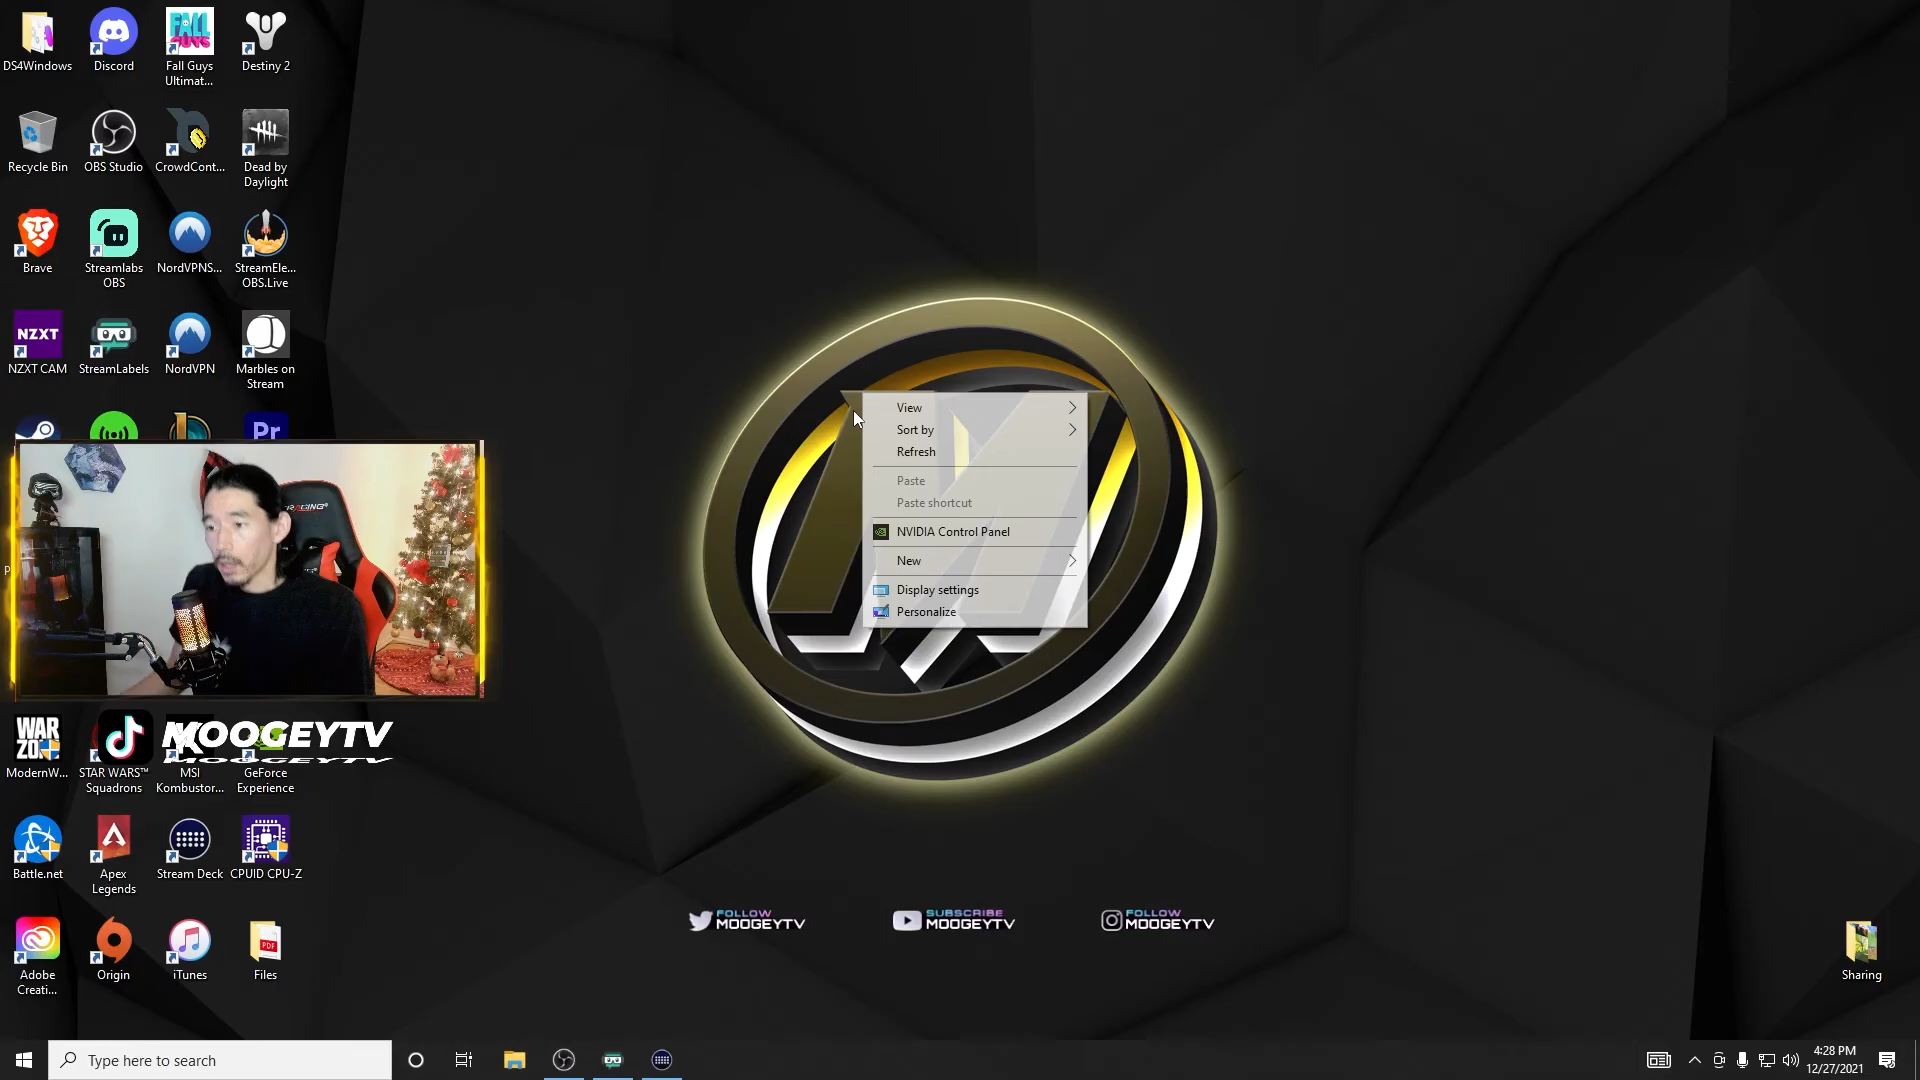 DS4Windows
Discord
Fall Guys
Ultimat...
Destiny 2
Recycle Bin
OBS Studio
CrowdCont...
Dead by
Daylight
Brave
Streamlabs
OBS
NordVPNS...
StreamEle...
OBS.Live
NZXT
NZXT CAM
StreamLabels
NordVPN
Marbles on
Stream
Pr
View
Sort by
Refresh
Paste
Paste shortcut
NVIDIA Control Panel
New
Display settings
Personalize
MOOGEYTV
WAR
ZO
ModernW...
STAR WARS™
Squadrons
MSI
Kombustor...
GeForce
Experience
Battle.net
Apex
Legends
Stream Deck
CPUID CPU-Z
FOLLOW
MOOGEYTV
SUBSCRIBE
MOOGEYTV
FOLLOW
MOOGEYTV
Adobe
Creati...
Origin
iTunes
PDF
Files
Sharing
Type here to search
4:28 PM
12/27/2021